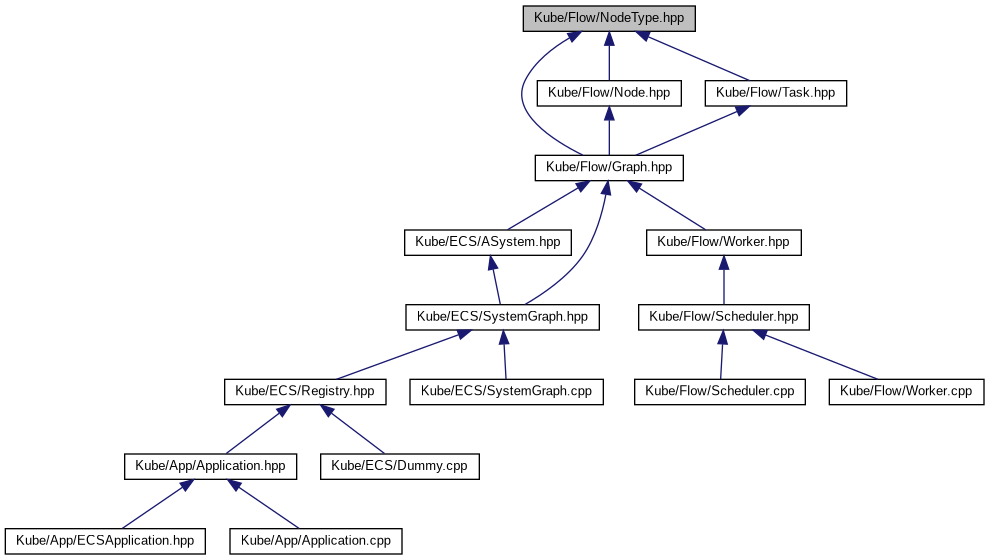 Kube/Flow/NodeType.hpp
Kube/Flow/Node.hpp
Kube/Flow/Task.hpp
Kube/Flow/Graph.hpp
Kube/ECS/ASystem.hpp
Kube/Flow/Worker.hpp
Kube/ECS/SystemGraph.hpp
Kube/Flow/Scheduler.hpp
Kube/ECS/Registry.hpp
Kube/ECS/SystemGraph.cpp
Kube/Flow/Scheduler.cpp
Kube/Flow/Worker.cpp
Kube/App/Application.hpp
Kube/ECS/Dummy.cpp
Kube/App/ECSApplication.hpp
Kube/App/Application.cpp